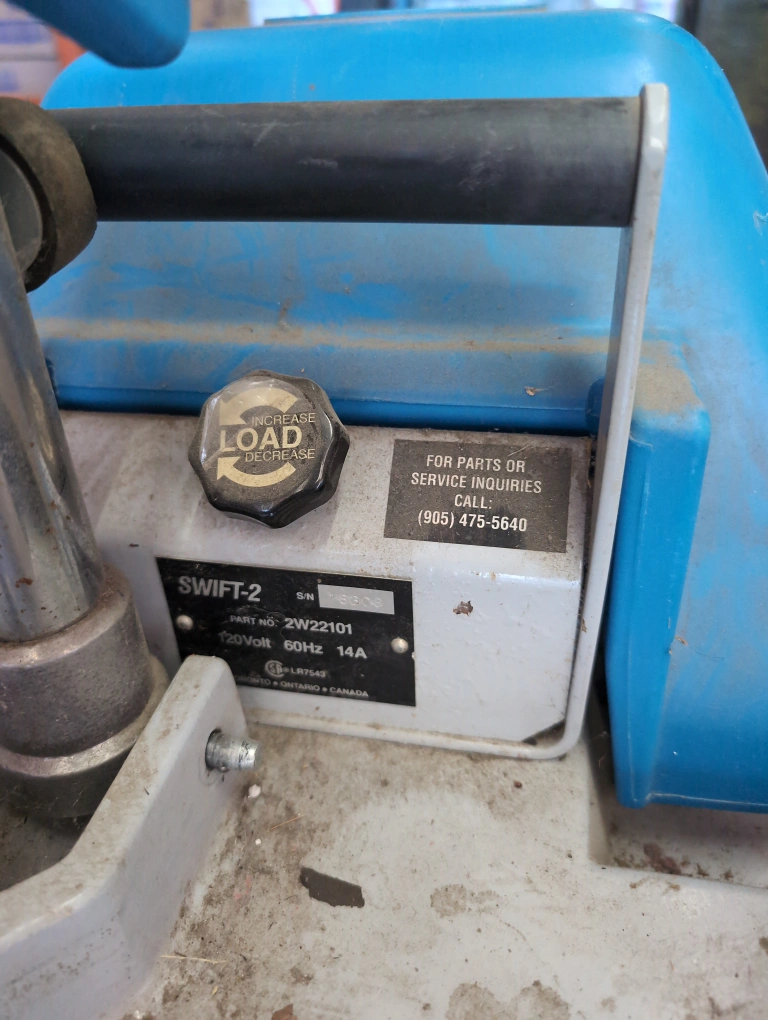 INCREASE
LOAD
DECREASE
FOR PARTS OR
SERVICE INQUIRIES
CALL:
(905) 475-5640
SWIFT-2 S/N
PART NO. 2W22101
120Volt 60Hz 14A
LR7543
TORONTO • ONTARIO • CANADA